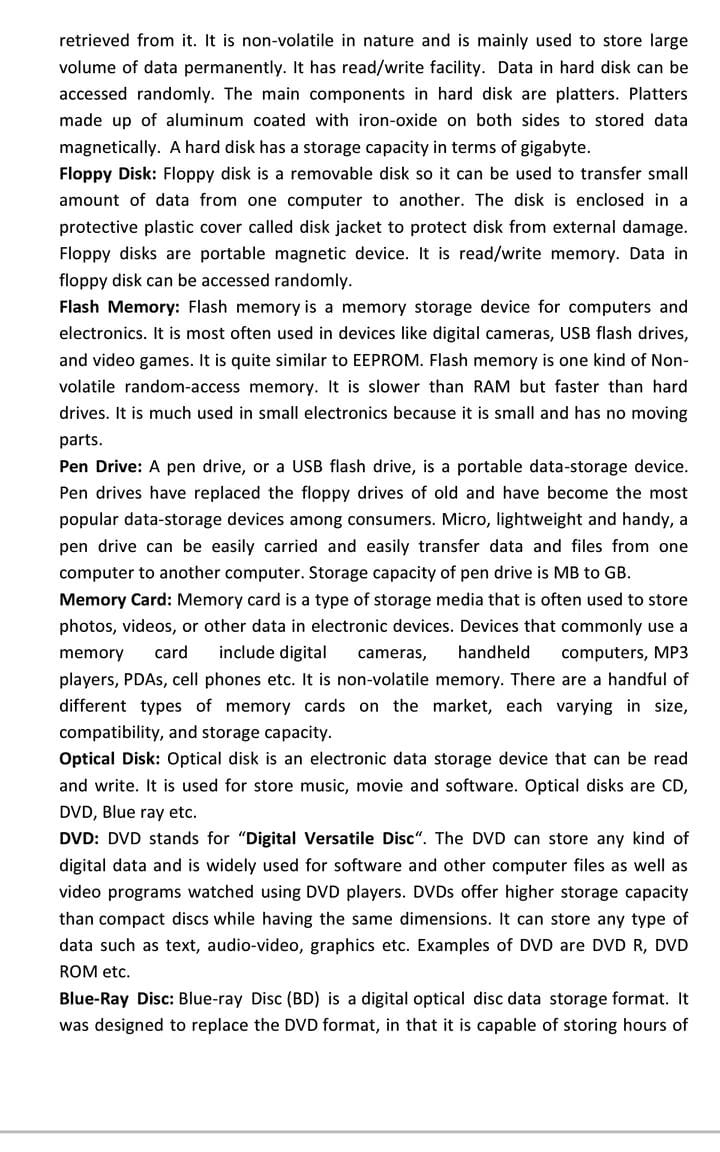 retrieved from it. It is non-volatile in nature and is mainly used to store large
volume of data permanently. It has read/write facility.  Data in hard disk can be
accessed randomly. The main components in hard disk are platters. Platters
made up of aluminum coated with iron-oxide on both sides to stored data
magnetically.  A hard disk has a storage capacity in terms of gigabyte.
Floppy Disk: Floppy disk is a removable disk so it can be used to transfer small
amount of data from one computer to another. The disk is enclosed in a
protective plastic cover called disk jacket to protect disk from external damage.
Floppy disks are portable magnetic device. It is read/write memory. Data in
floppy disk can be accessed randomly.
Flash Memory: Flash memory is a memory storage device for computers and
electronics. It is most often used in devices like digital cameras, USB flash drives,
and video games. It is quite similar to EEPROM. Flash memory is one kind of Non-
volatile random-access memory. It is slower than RAM but faster than hard
drives. It is much used in small electronics because it is small and has no moving
parts.
Pen Drive: A pen drive, or a USB flash drive, is a portable data-storage device.
Pen drives have replaced the floppy drives of old and have become the most
popular data-storage devices among consumers. Micro, lightweight and handy, a
pen drive can be easily carried and easily transfer data and files from one
computer to another computer. Storage capacity of pen drive is MB to GB.
Memory Card: Memory card is a type of storage media that is often used to store
photos, videos, or other data in electronic devices. Devices that commonly use a
memory card include digital cameras, handheld computers, MP3
players, PDAs, cell phones etc. It is non-volatile memory. There are a handful of
different types of memory cards on the market, each varying in size,
compatibility, and storage capacity.
Optical Disk: Optical disk is an electronic data storage device that can be read
and write. It is used for store music, movie and software. Optical disks are CD,
DVD, Blue ray etc.
DVD: DVD stands for “Digital Versatile Disc“. The DVD can store any kind of
digital data and is widely used for software and other computer files as well as
video programs watched using DVD players. DVDs offer higher storage capacity
than compact discs while having the same dimensions. It can store any type of
data such as text, audio-video, graphics etc. Examples of DVD are DVD R, DVD
ROM etc.
Blue-Ray Disc: Blue-ray Disc (BD) is a digital optical disc data storage format. It
was designed to replace the DVD format, in that it is capable of storing hours of